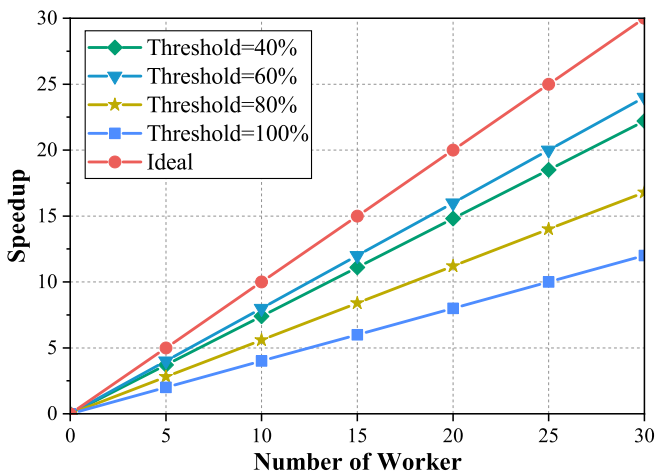 30
25
20
15
10
5
0
Speedup
Threshold=40%
Threshold=60%
Threshold=80%
Threshold=100%
Ideal
0 5 10 15 20 25 30
Number of Worker